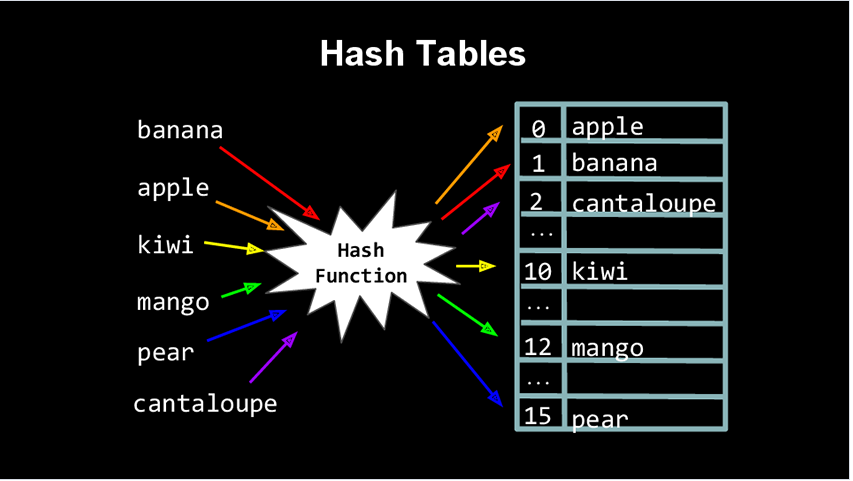 Hash Tables
banana
apple
kiwi
mango
pear
cantaloupe
Hash
Function
0 apple
1 banana
2 cantaloupe
...
10 kiwi
...
12 mango
...
15 pear